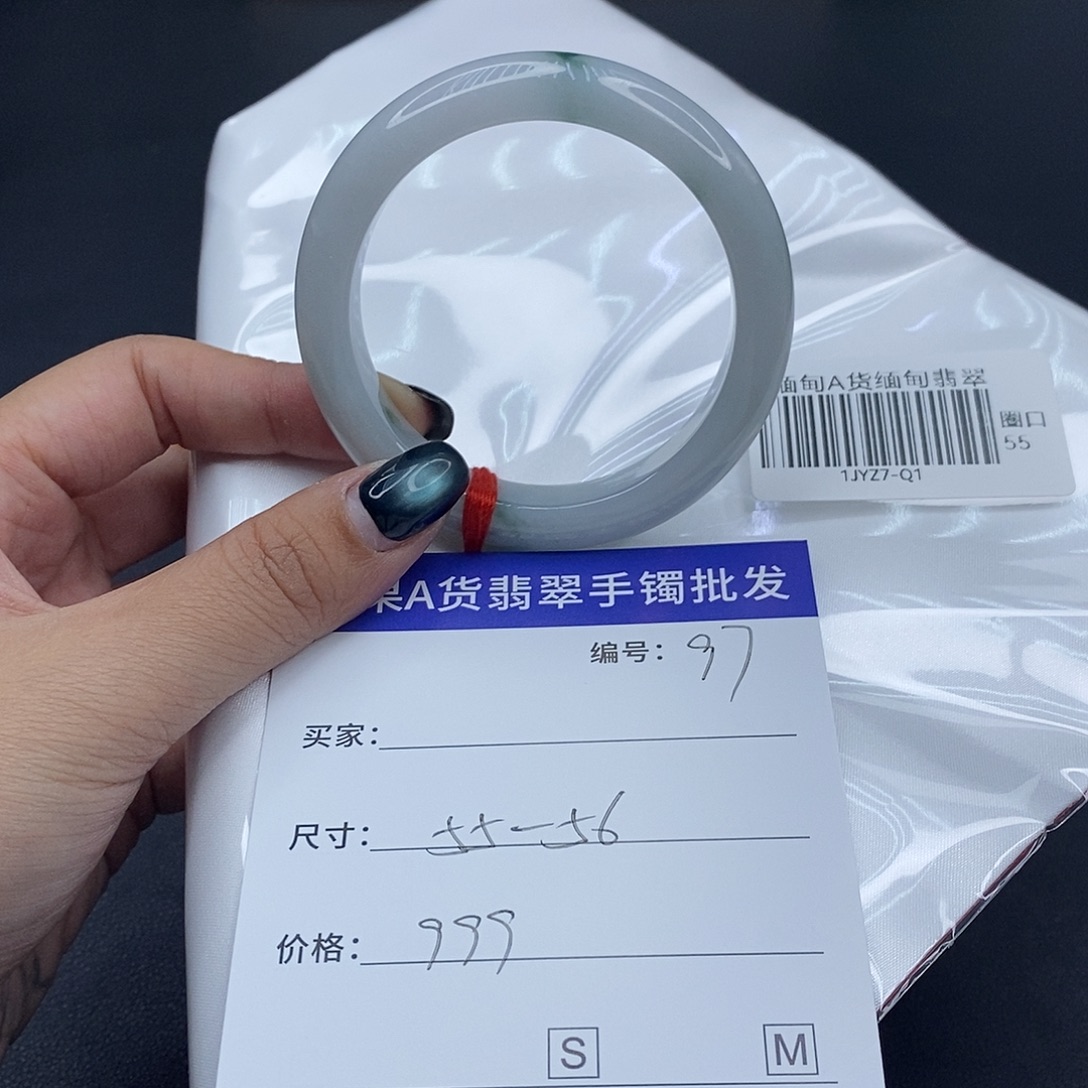 缅甸A货缅甸翡翠
圈口
55
1JYZ7-Q1
果A货翡翠手镯批发
编号：97
买家：
尺寸：55-56
价格：999
S M